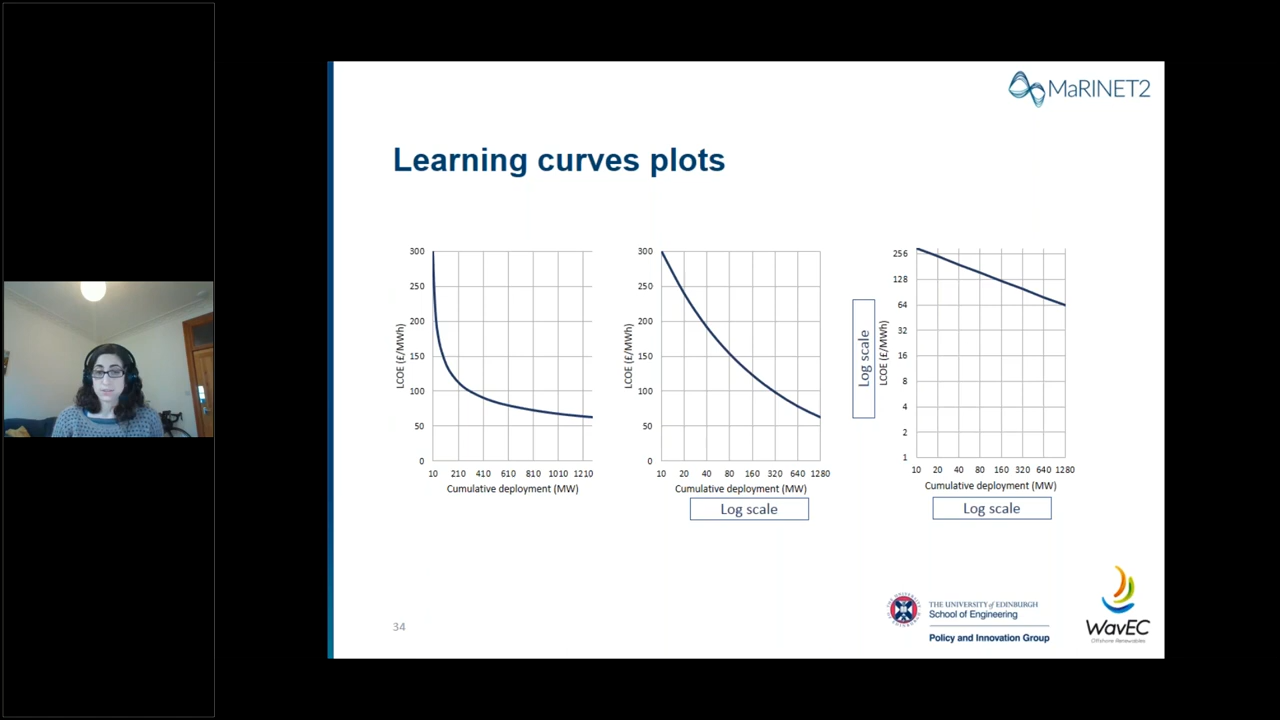 MaRINET2
Learning curves plots
300
250
200
150
100
50
0
LCOE (£/MWh)
10 210 410 610 810 1010 1210
Cumulative deployment (MW)
300
250
200
150
100
50
0
LCOE (£/MWh)
10 20 40 80 160 320 640 1280
Cumulative deployment (MW)
Log scale
256
128
64
32
16
8
4
2
1
Log scale
LCOE (£/MWh)
10 20 40 80 160 320 640 1280
Cumulative deployment (MW)
Log scale
34
THE UNIVERSITY of EDINBURGH
School of Engineering
Policy and Innovation Group
WavEC
Offshore Renewables